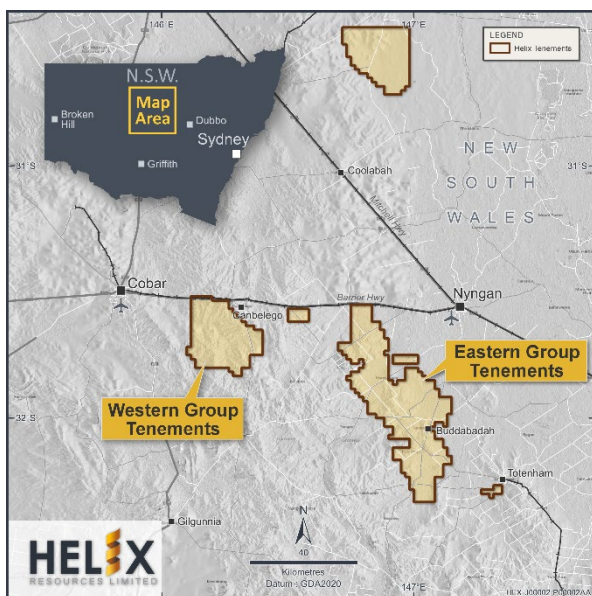 146°E
147°E
LEGEND
Helix Tenements
N.S.W.
Map
Area
Broken
Hill
Dubbo
Sydney
Griffith
31°S
31°S
Coolabah
Mitchell Hwy
NEW
SOUTH
WALES
Cobar
Canbelego
Barrier Hwy
Nyngan
Eastern Group
Tenements
Western Group
Tenements
32°S
32°S
Buddabadah
Totenham
Gilgunnia
N
40
Kilometres
Datum : GDA2020
HELIX
RESOURCES LIMITED
147°E